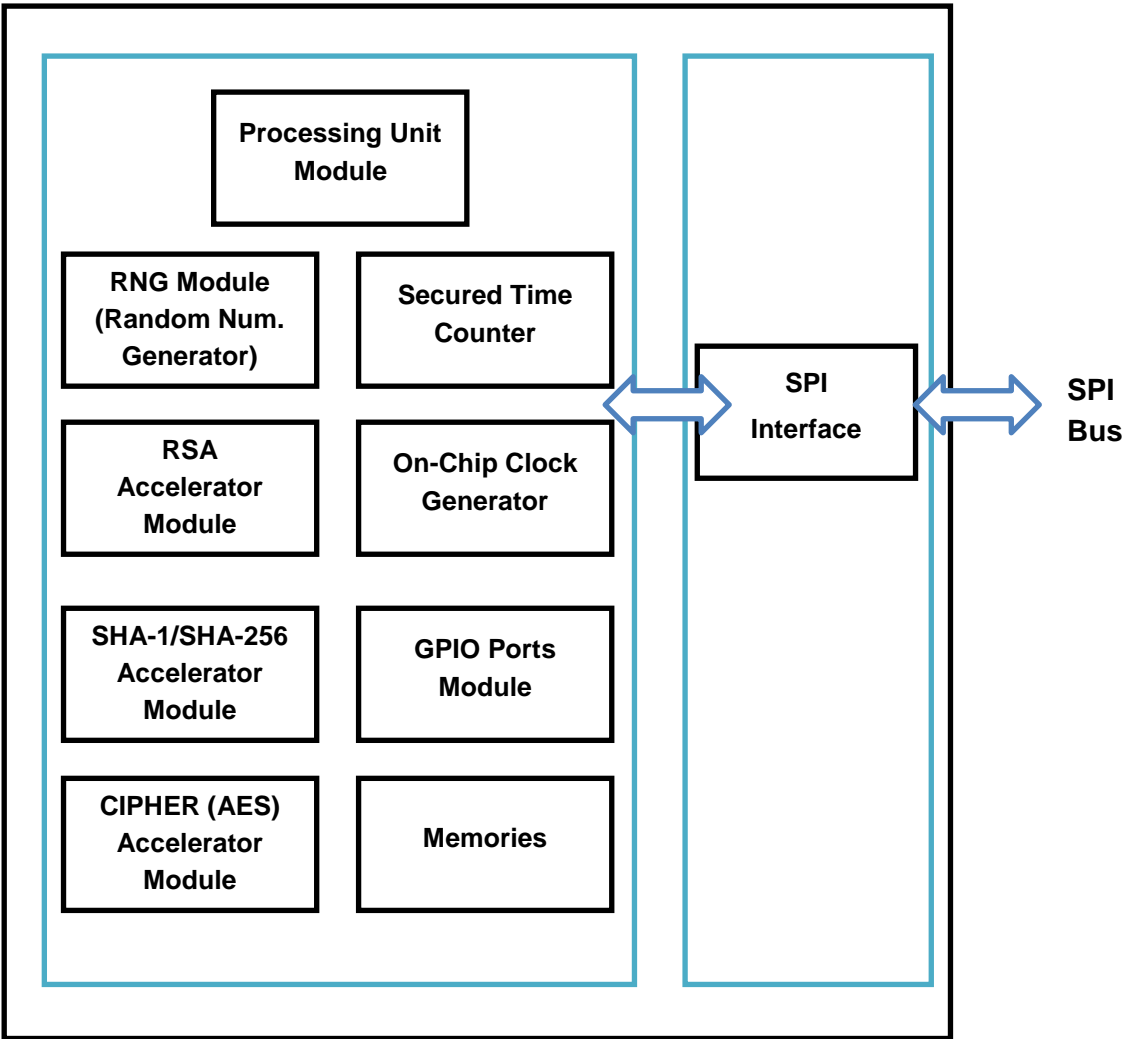 Processing Unit
Module
RNG Module
(Random Num.
Generator)
Secured Time
Counter
RSA
Accelerator
Module
On-Chip Clock
Generator
SHA-1/SHA-256
Accelerator
Module
GPIO Ports
Module
CIPHER (AES)
Accelerator
Module
Memories
SPI
Interface
SPI
Bus